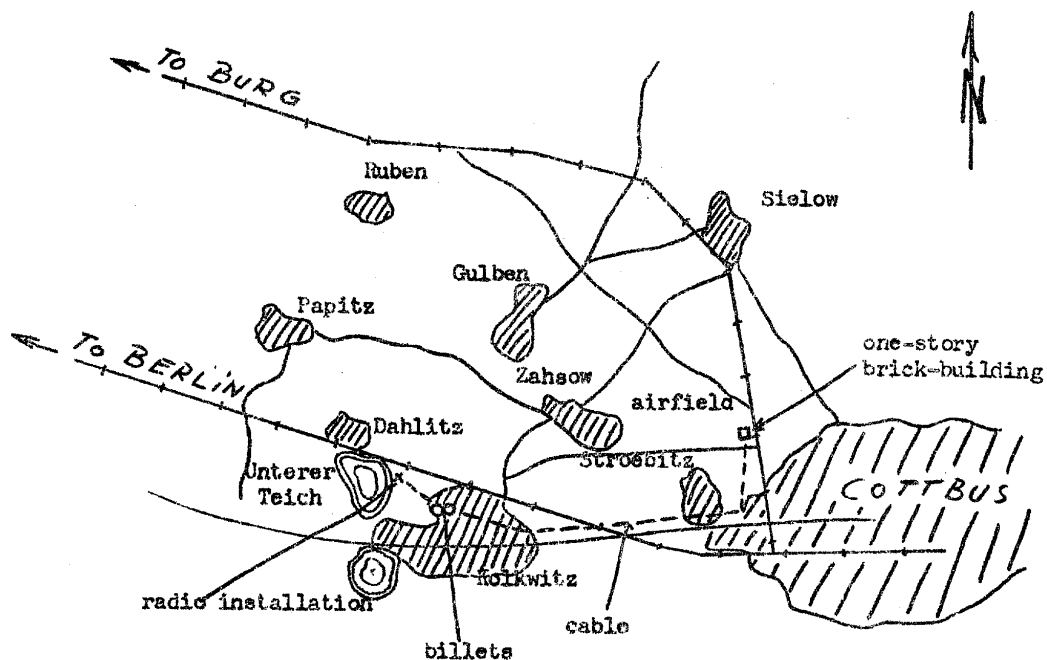 To BURG
N
Ruben
Sielow
Gulben
Papitz
To BERLIN
one-story
brick-building
Zahsow
airfield
Dahlitz
Stroebitz
Unterer
Teich
COTTBUS
Kolkwitz
radio installation
cable
billets